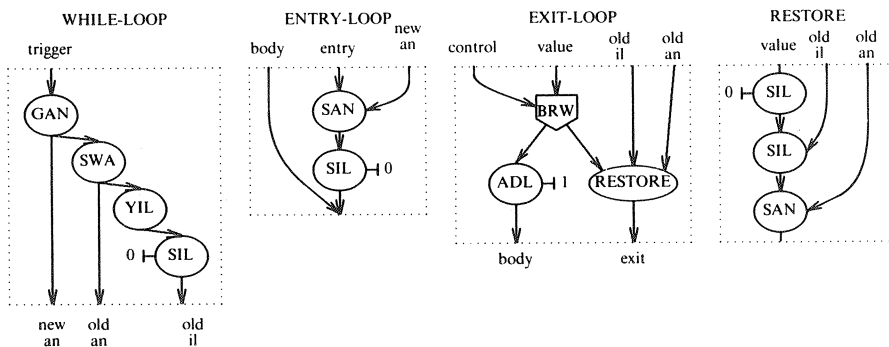 WHILE-LOOP
trigger
GAN
SWA
YIL
0 SIL
new an
old an
old il
ENTRY-LOOP
body entry new an
SAN
SIL 0
EXIT-LOOP
control value old il old an
BRW
ADL 1 RESTORE
body exit
RESTORE
value old il old an
0 SIL
SIL
SAN